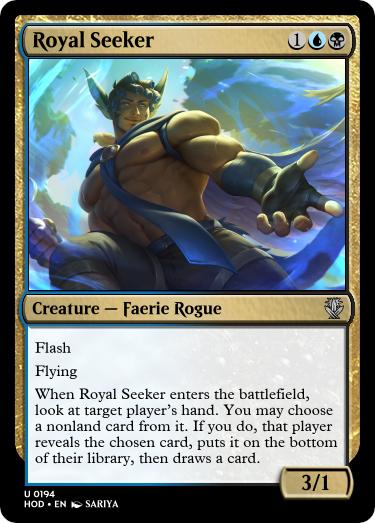 Royal Seeker 1
Creature — Faerie Rogue
Flash
Flying
When Royal Seeker enters the battlefield,
look at target player's hand. You may choose
a nonland card from it. If you do, that player
reveals the chosen card, puts it on the bottom
of their library, then draws a card.
3/1
U 0194
HOD • EN SARIYA